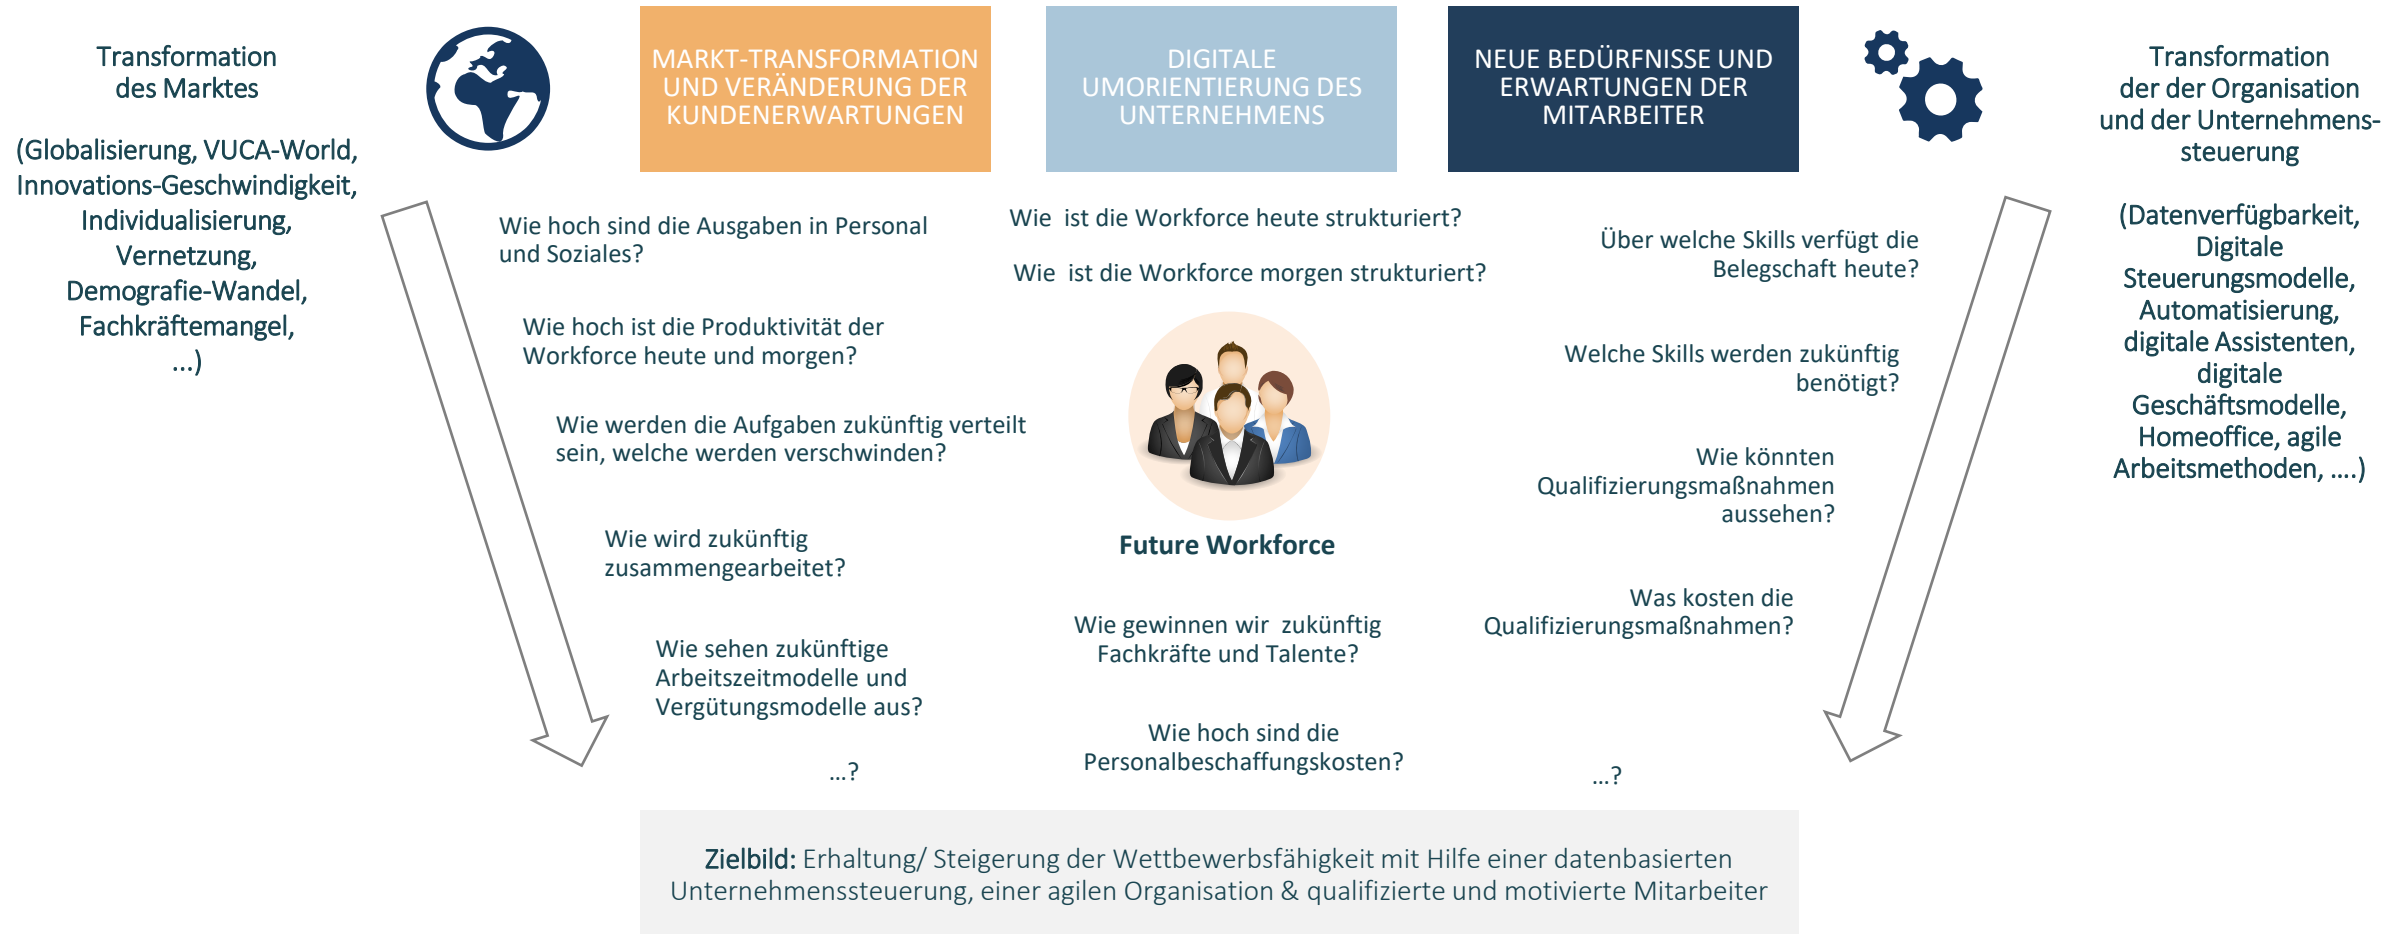 Transformation
des Marktes
(Globalisierung, VUCA-World,
Innovations-Geschwindigkeit,
Individualisierung,
Vernetzung,
Demografie-Wandel,
Fachkräftemangel,
...)
MARKT-TRANSFORMATION
UND VERÄNDERUNG DER
KUNDENERWARTUNGEN
DIGITALE
UMORIENTIERUNG DES
UNTERNEHMENS
NEUE BEDÜRFNISSE UND
ERWARTUNGEN DER
MITARBEITER
Transformation
der der Organisation
und der Unternehmens-
steuerung
(Datenverfügbarkeit,
Digitale
Steuerungsmodelle,
Automatisierung,
digitale Assistenten,
digitale
Geschäftsmodelle,
Homeoffice, agile
Arbeitsmethoden, ....)
Wie hoch sind die Ausgaben in Personal
und Soziales?
Wie hoch ist die Produktivität der
Workforce heute und morgen?
Wie werden die Aufgaben zukünftig verteilt
sein, welche werden verschwinden?
Wie wird zukünftig
zusammengearbeitet?
Wie sehen zukünftige
Arbeitszeitmodelle und
Vergütungsmodelle aus?
...?
Wie  ist die Workforce heute strukturiert?
Wie  ist die Workforce morgen strukturiert?
Future Workforce
Wie gewinnen wir  zukünftig
Fachkräfte und Talente?
Wie hoch sind die
Personalbeschaffungskosten?
Über welche Skills verfügt die
Belegschaft heute?
Welche Skills werden zukünftig
benötigt?
Wie könnten
Qualifizierungsmaßnahmen
aussehen?
Was kosten die
Qualifizierungsmaßnahmen?
...?
Zielbild: Erhaltung/ Steigerung der Wettbewerbsfähigkeit mit Hilfe einer datenbasierten
Unternehmenssteuerung, einer agilen Organisation & qualifizierte und motivierte Mitarbeiter